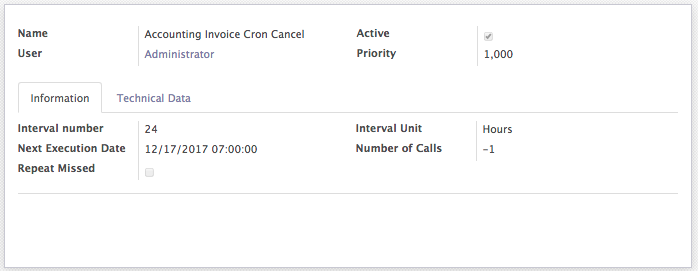 Name Accounting Invoice Cron Cancel Active
User Administrator Priority 1,000
Information Technical Data
Interval number 24 Interval Unit Hours
Next Execution Date 12/17/2017 07:00:00 Number of Calls -1
Repeat Missed